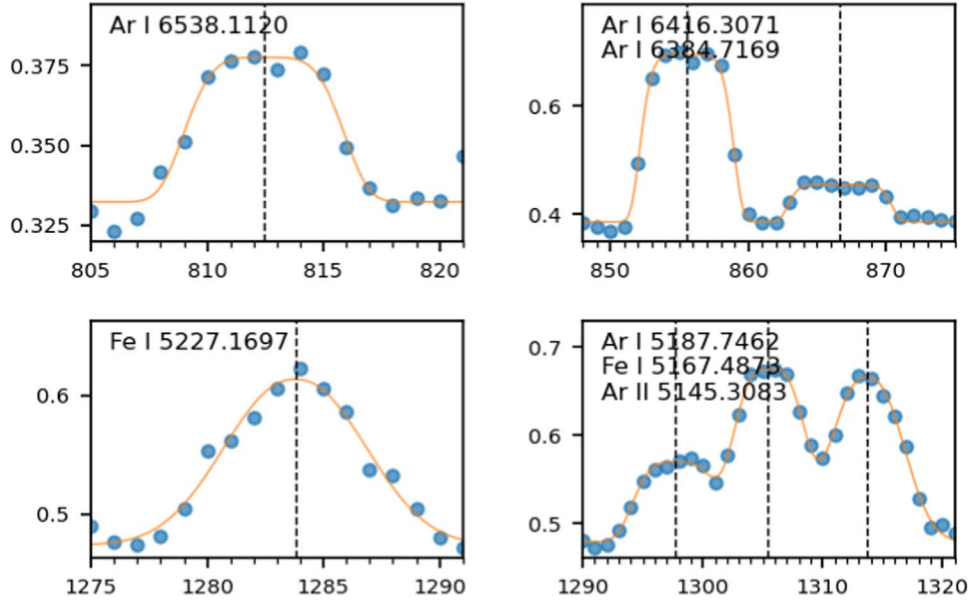 Ar I 6538.1120
0.375
0.350
0.325
805 810 815 820
Ar I 6416.3071
Ar I 6384.7169
0.6
0.4
850 860 870
Fe I 5227.1697
0.6
0.5
1275 1280 1285 1290
Ar I 5187.7462
Fe I 5167.4873
Ar II 5145.3083
0.7
0.6
0.5
1290 1300 1310 1320